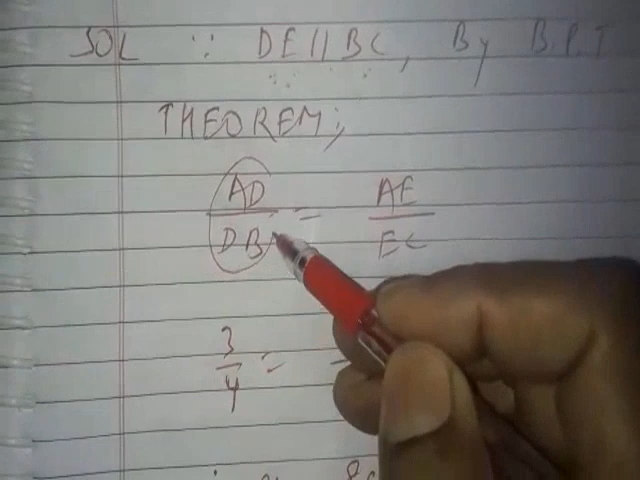 SOL ∵ DE || BC, By B.P.T
THEOREM;
AD/DB = AE/EC
3/4 =